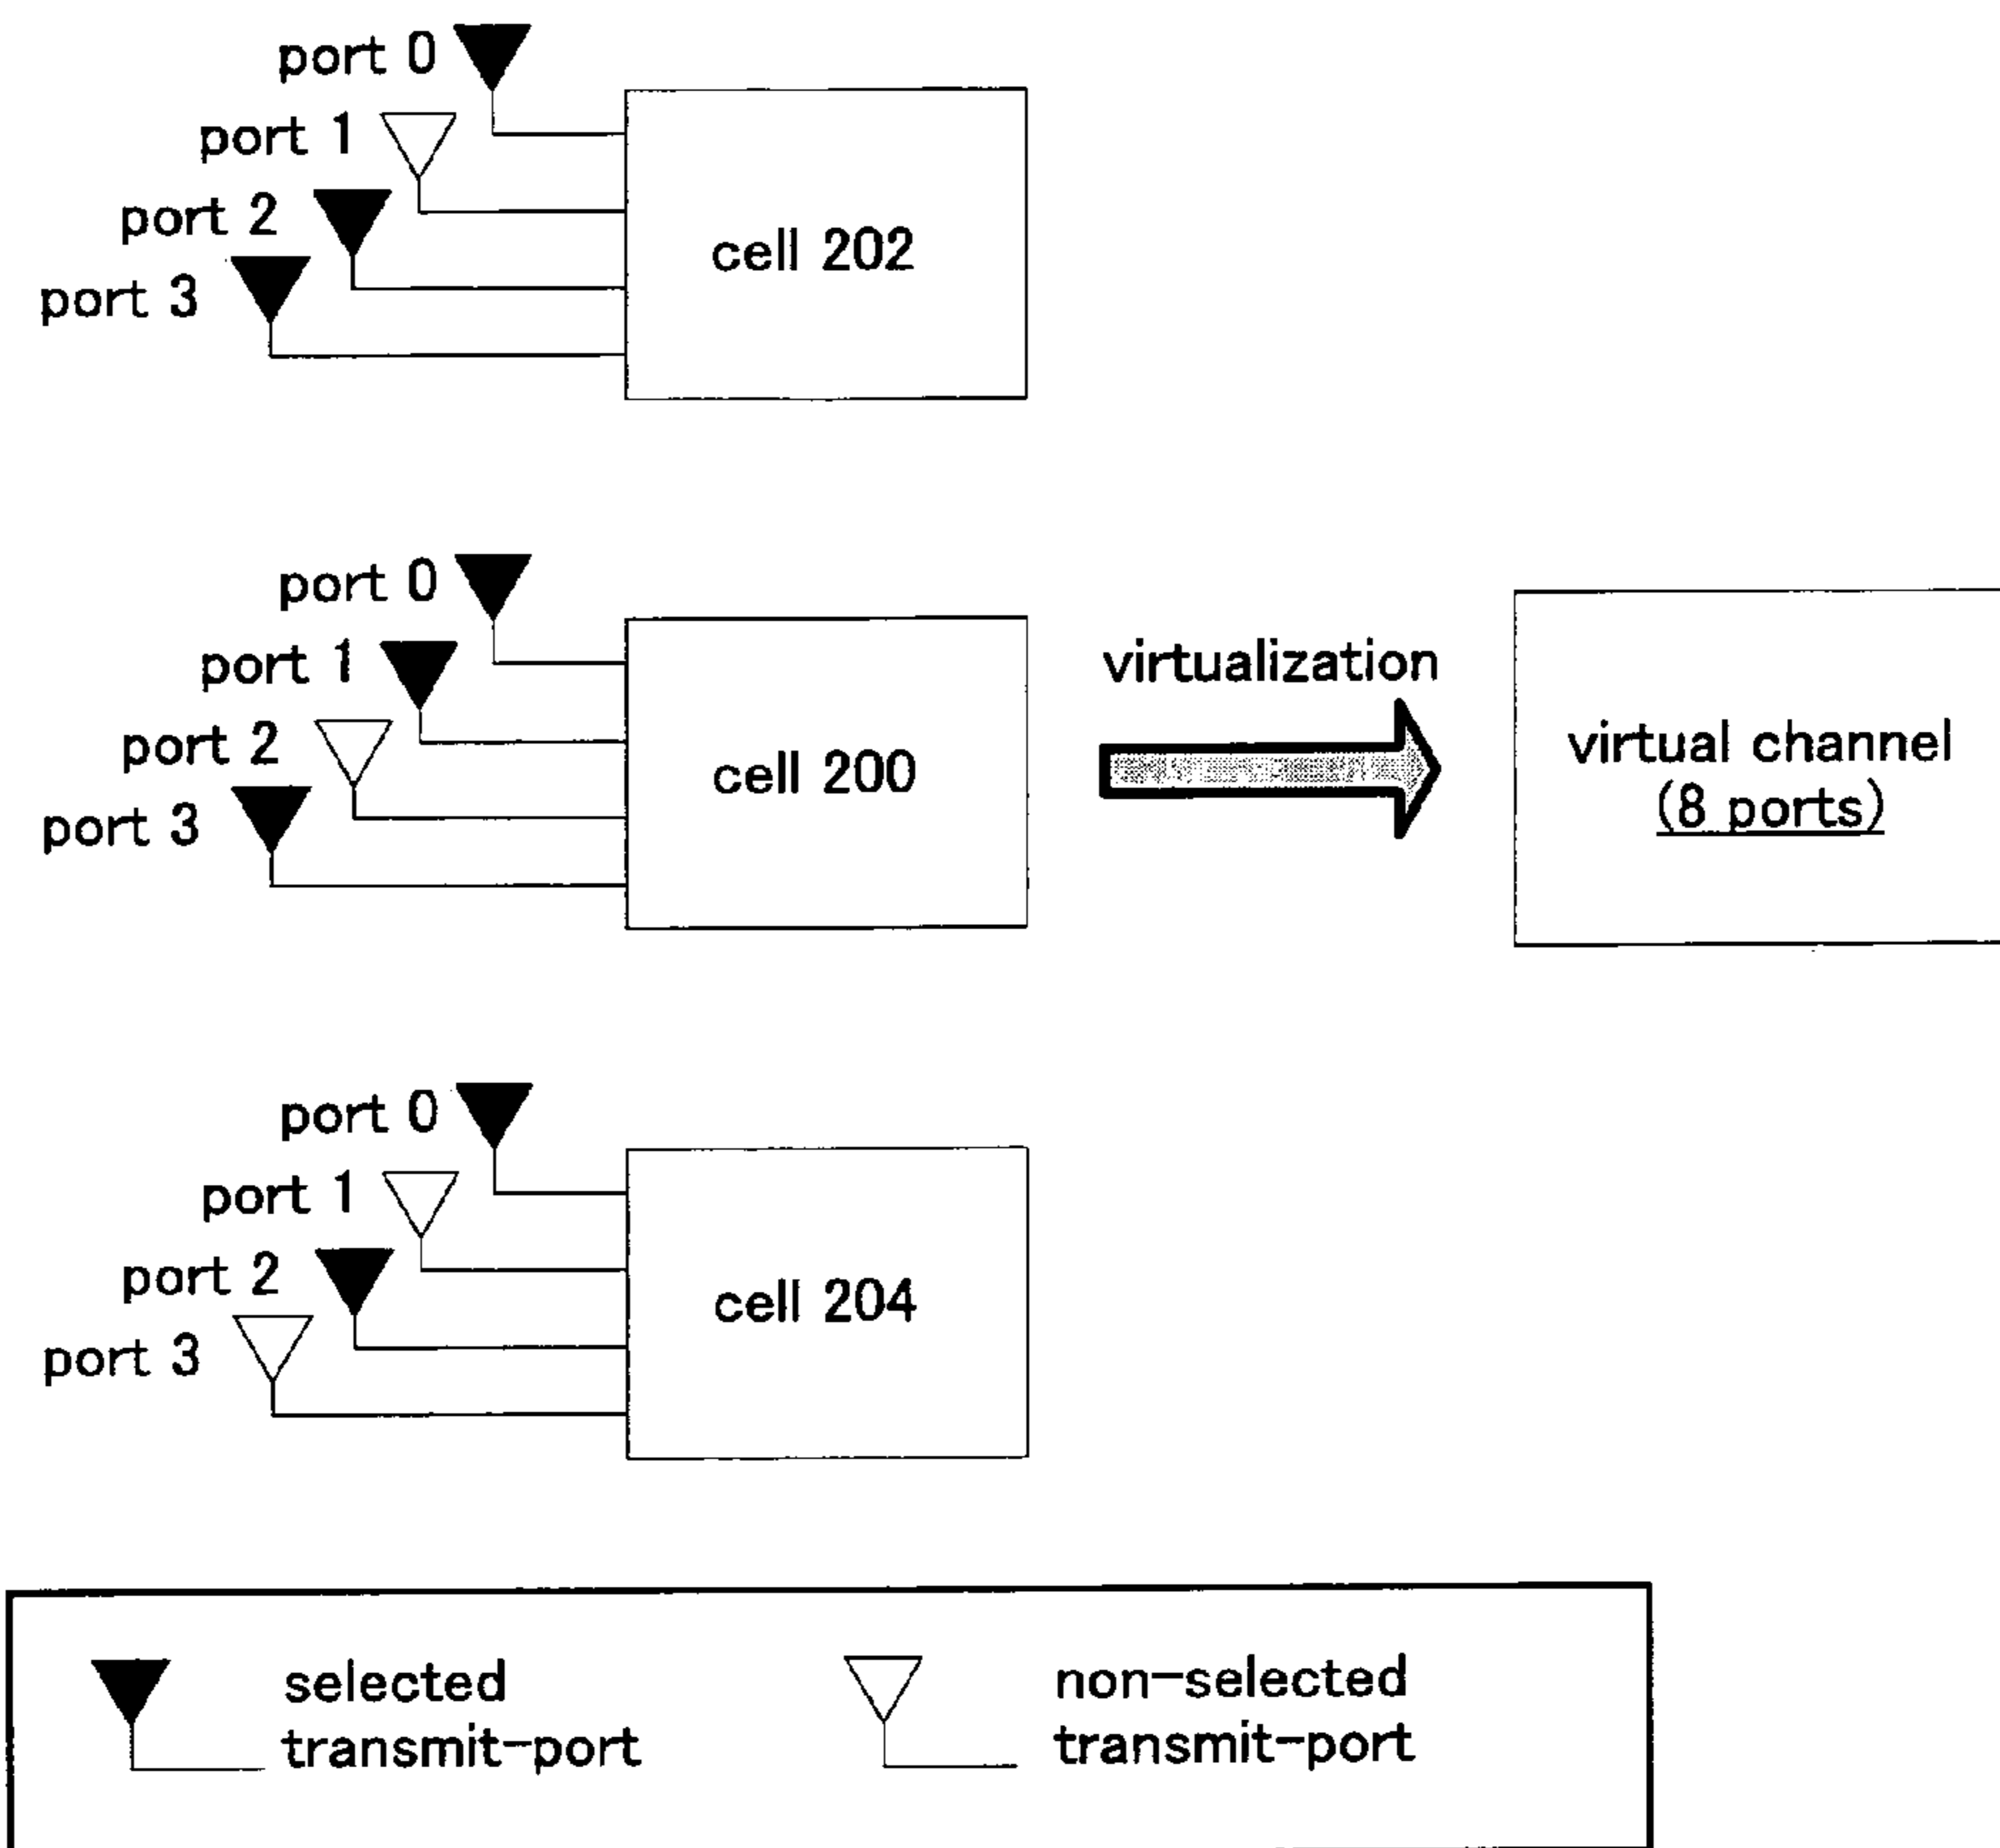 port 0
port 1
port 2
port 3
cell 202
port 0
port 1
port 2
port 3
cell 200
virtualization
virtual channel
(8 ports)
port 0
port 1
port 2
port 3
cell 204
selected
transmit-port
non-selected
transmit-port